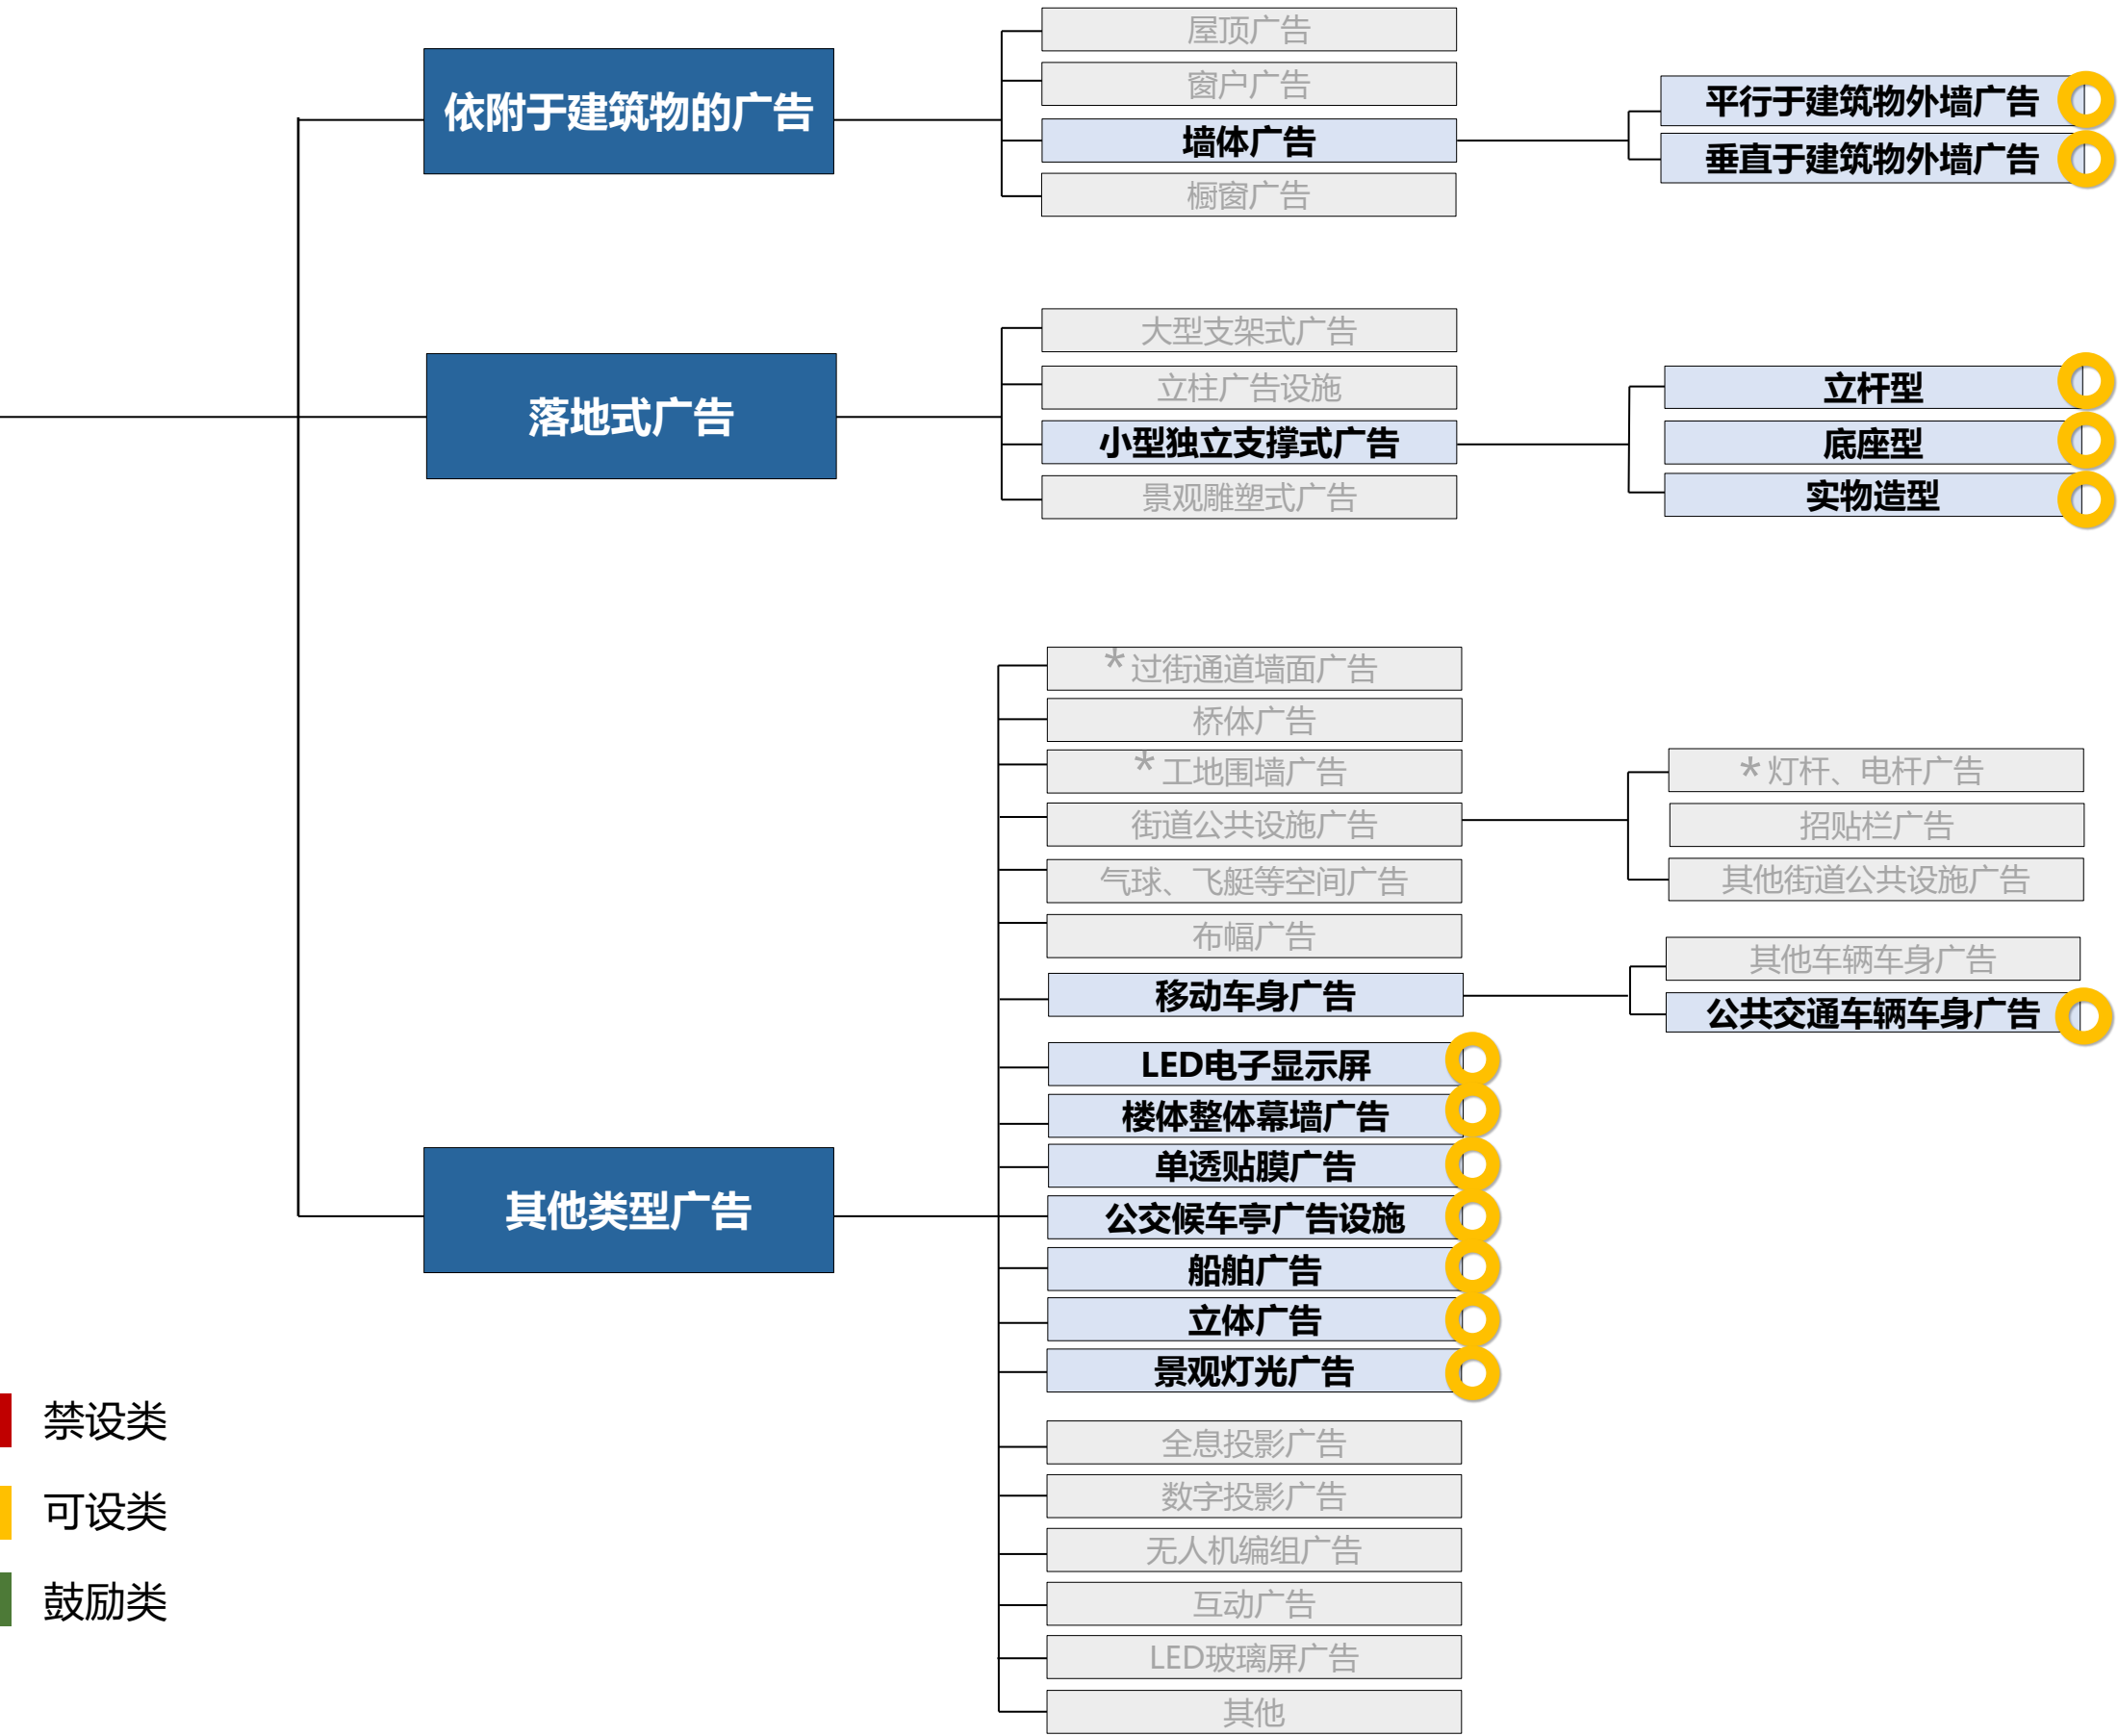 依附于建筑物的广告
屋顶广告
窗户广告
墙体广告
橱窗广告
平行于建筑物外墙广告
垂直于建筑物外墙广告
落地式广告
大型支架式广告
立柱广告设施
小型独立支撑式广告
景观雕塑式广告
立杆型
底座型
实物造型
其他类型广告
*过街通道墙面广告
桥体广告
*工地围墙广告
街道公共设施广告
气球、飞艇等空间广告
布幅广告
移动车身广告
LED电子显示屏
楼体整体幕墙广告
单透贴膜广告
公交候车亭广告设施
船舶广告
立体广告
景观灯光广告
全息投影广告
数字投影广告
无人机编组广告
互动广告
LED玻璃屏广告
其他
*灯杆、电杆广告
招贴栏广告
其他街道公共设施广告
其他车辆车身广告
公共交通车辆车身广告
禁设类
可设类
鼓励类